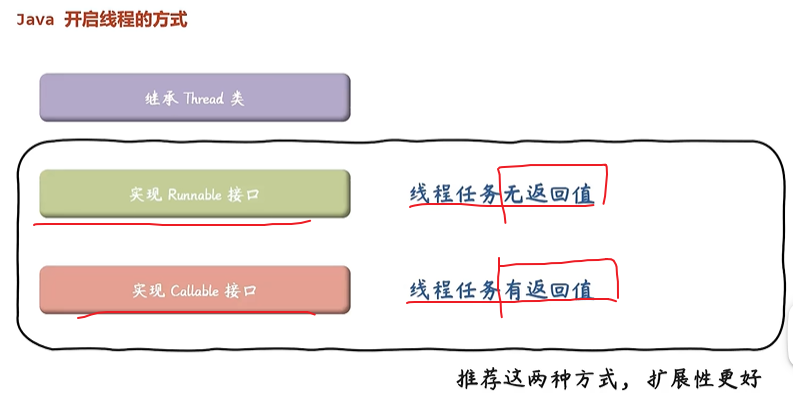 Java 开启线程的方式
继承 Thread 类
实现 Runnable 接口 线程任务无返回值
实现 Callable 接口 线程任务有返回值
推荐这两种方式，扩展性更好